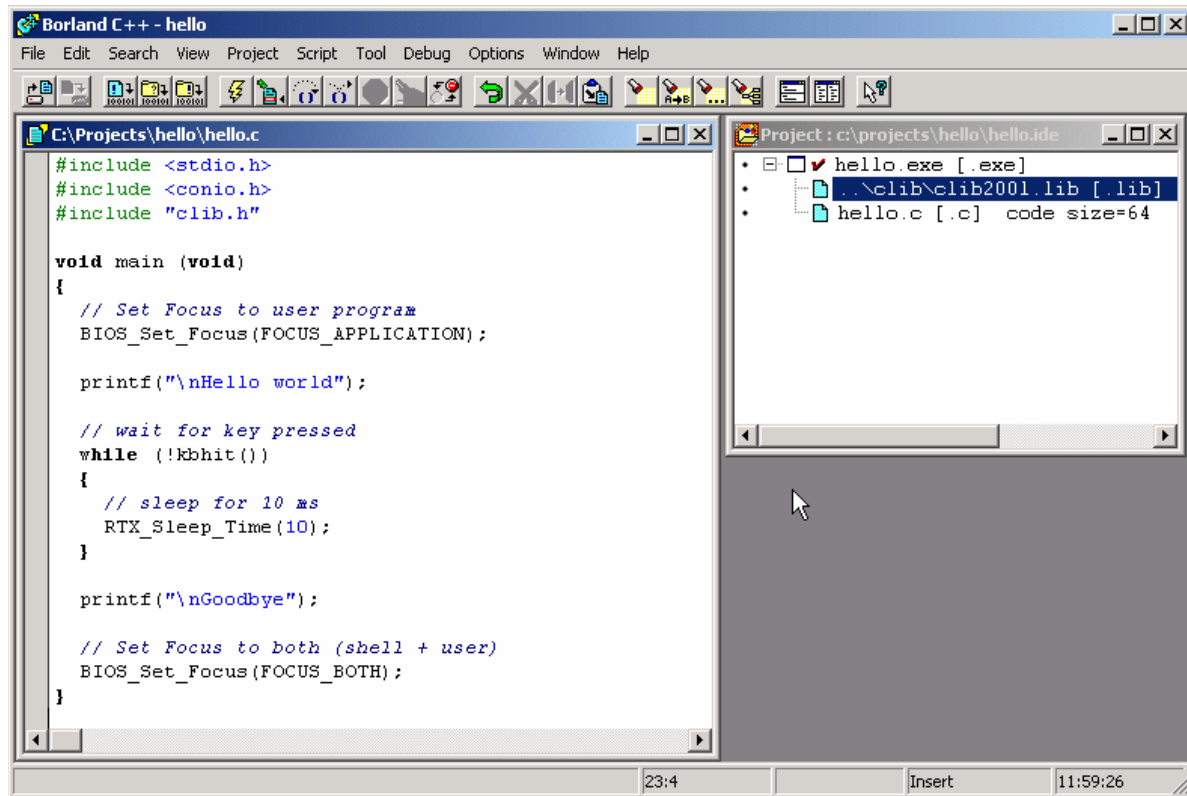 Borland C++ - hello
File Edit Search View Project Script Tool Debug Options Window Help
C:\Projects\hello\hello.c
#include <stdio.h>
#include <conio.h>
#include "clib.h"
void main (void)
{
// Set Focus to user program
BIOS_Set_Focus(FOCUS_APPLICATION);
printf("\nHello world");
// wait for key pressed
while (!kbhit())
{
// sleep for 10 ms
RTX_Sleep_Time(10);
}
printf("\nGoodbye");
// Set Focus to both (shell + user)
BIOS_Set_Focus(FOCUS_BOTH);
}
Project : c:\projects\hello\hello.ide
hello.exe [.exe]
..\clib\clib2001.lib [.lib]
hello.c [.c] code size=64
23:4 Insert 11:59:26